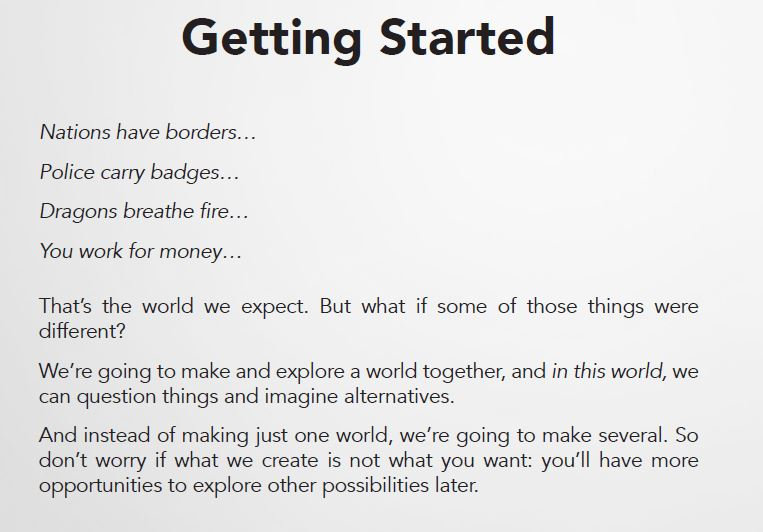 Getting Started
Nations have borders…
Police carry badges…
Dragons breathe fire…
You work for money…
That’s the world we expect. But what if some of those things were
different?
We’re going to make and explore a world together, and in this world, we
can question things and imagine alternatives.
And instead of making just one world, we’re going to make several. So
don’t worry if what we create is not what you want: you’ll have more
opportunities to explore other possibilities later.